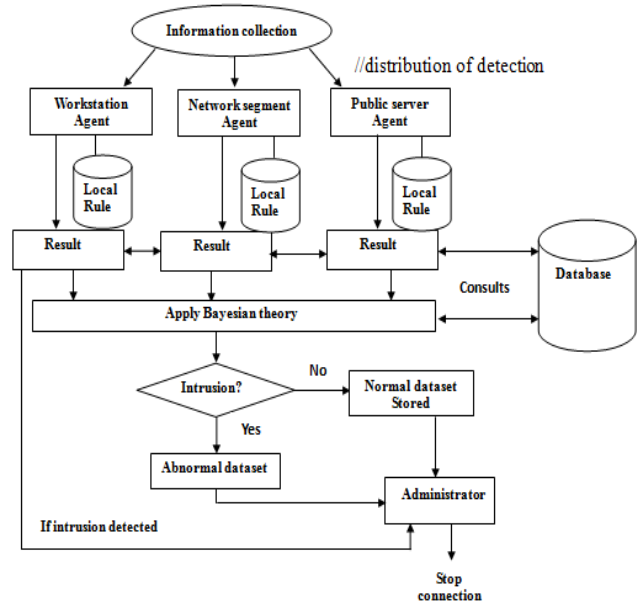 Information collection
//distribution of detection
Workstation
Agent
Network segment
Agent
Public server
Agent
Local
Rule
Local
Rule
Local
Rule
Result
Result
Result
Database
Consults
Apply Bayesian theory
Intrusion?
No
Normal dataset
Stored
Yes
Abnormal dataset
Administrator
If intrusion detected
Stop
connection